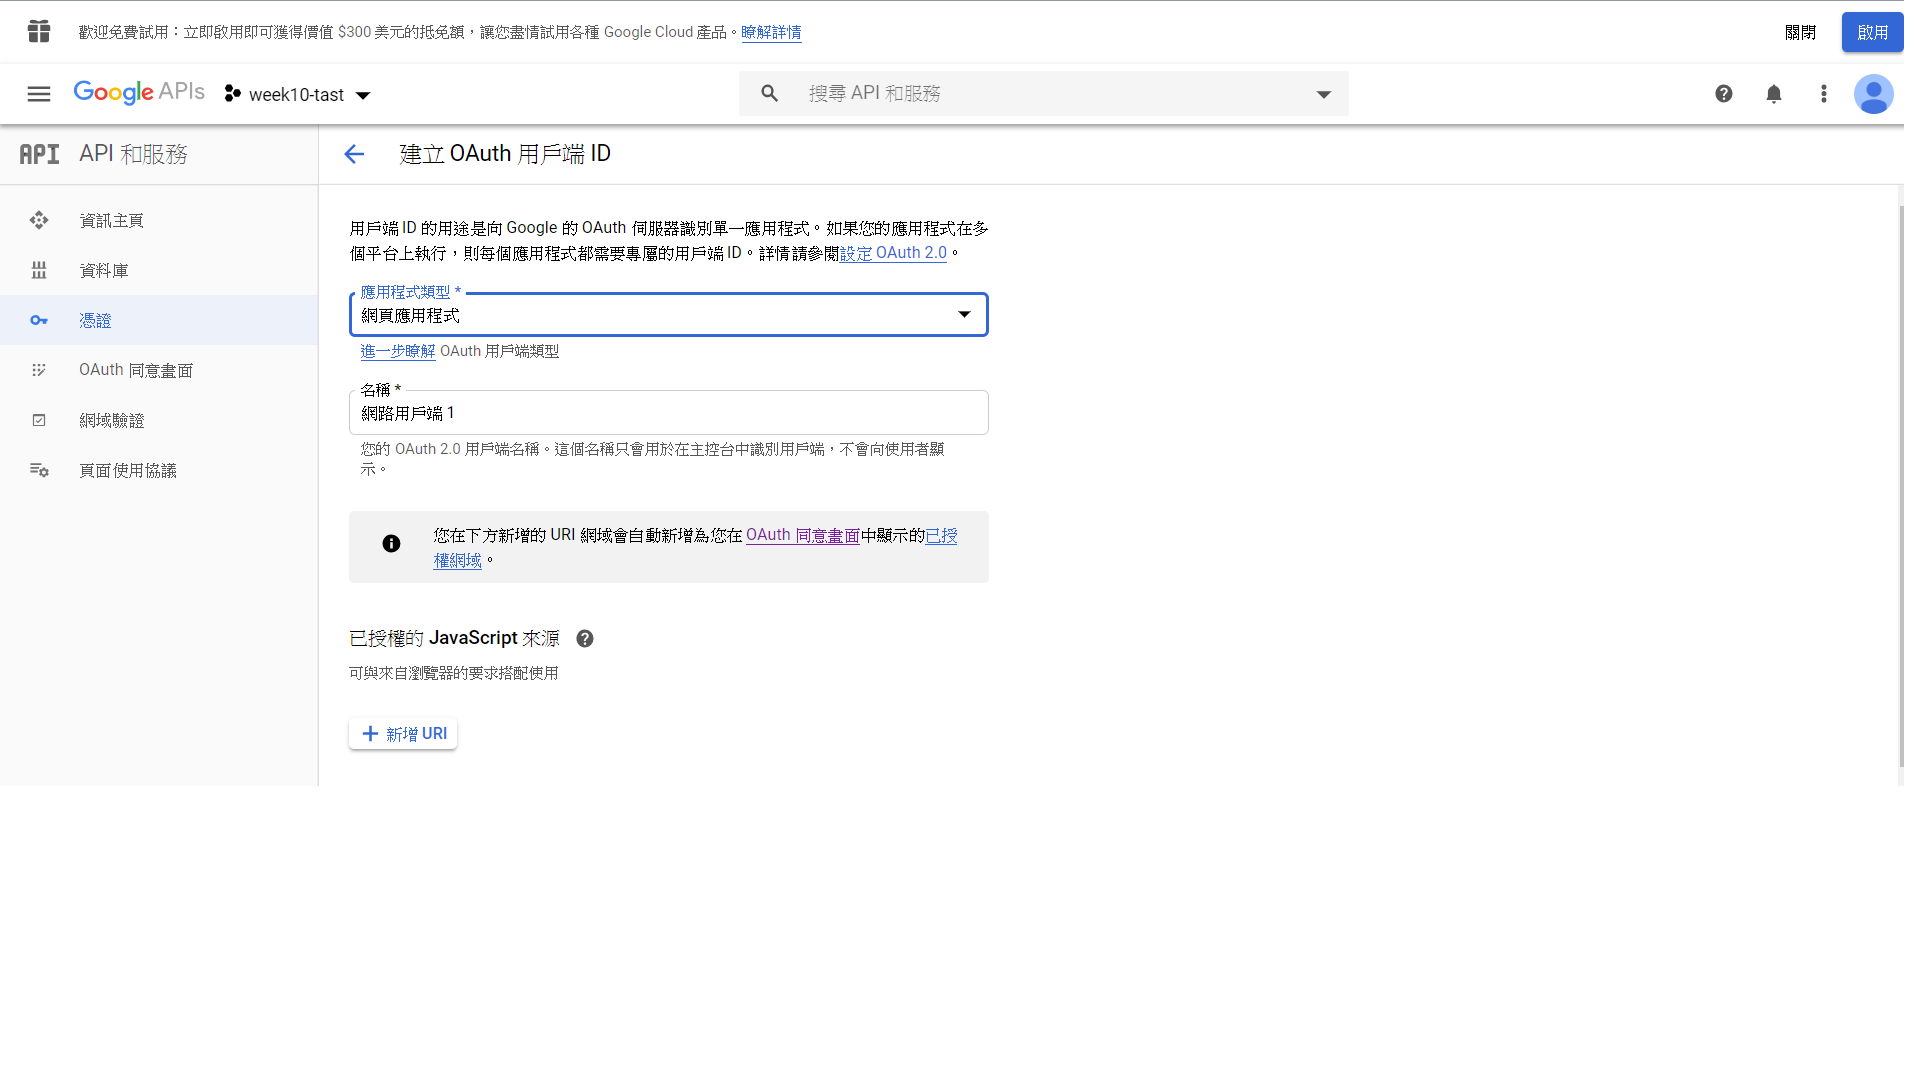 歡迎免費試用：立即啟用即可獲得價值 $300 美元的抵免額，讓您盡情試用各種 Google Cloud 產品。瞭解詳情
關閉
啟用
Google APIs
week10-tast
搜尋 API 和服務
API
API 和服務
建立 OAuth 用戶端 ID
資訊主頁
資料庫
憑證
OAuth 同意畫面
網域驗證
頁面使用協議
用戶端 ID 的用途是向 Google 的 OAuth 伺服器識別單一應用程式。如果您的應用程式在多
個平台上執行，則每個應用程式都需要專屬的用戶端 ID。詳情請參閱設定 OAuth 2.0。
應用程式類型 *
網頁應用程式
進一步瞭解 OAuth 用戶端類型
名稱 *
網路用戶端 1
您的 OAuth 2.0 用戶端名稱。這個名稱只會用於在主控台中識別用戶端，不會向使用者顯
示。
您在下方新增的 URI 網域會自動新增為您在 OAuth 同意畫面中顯示的已授
權網域。
已授權的 JavaScript 來源
可與來自瀏覽器的要求搭配使用
新增 URI